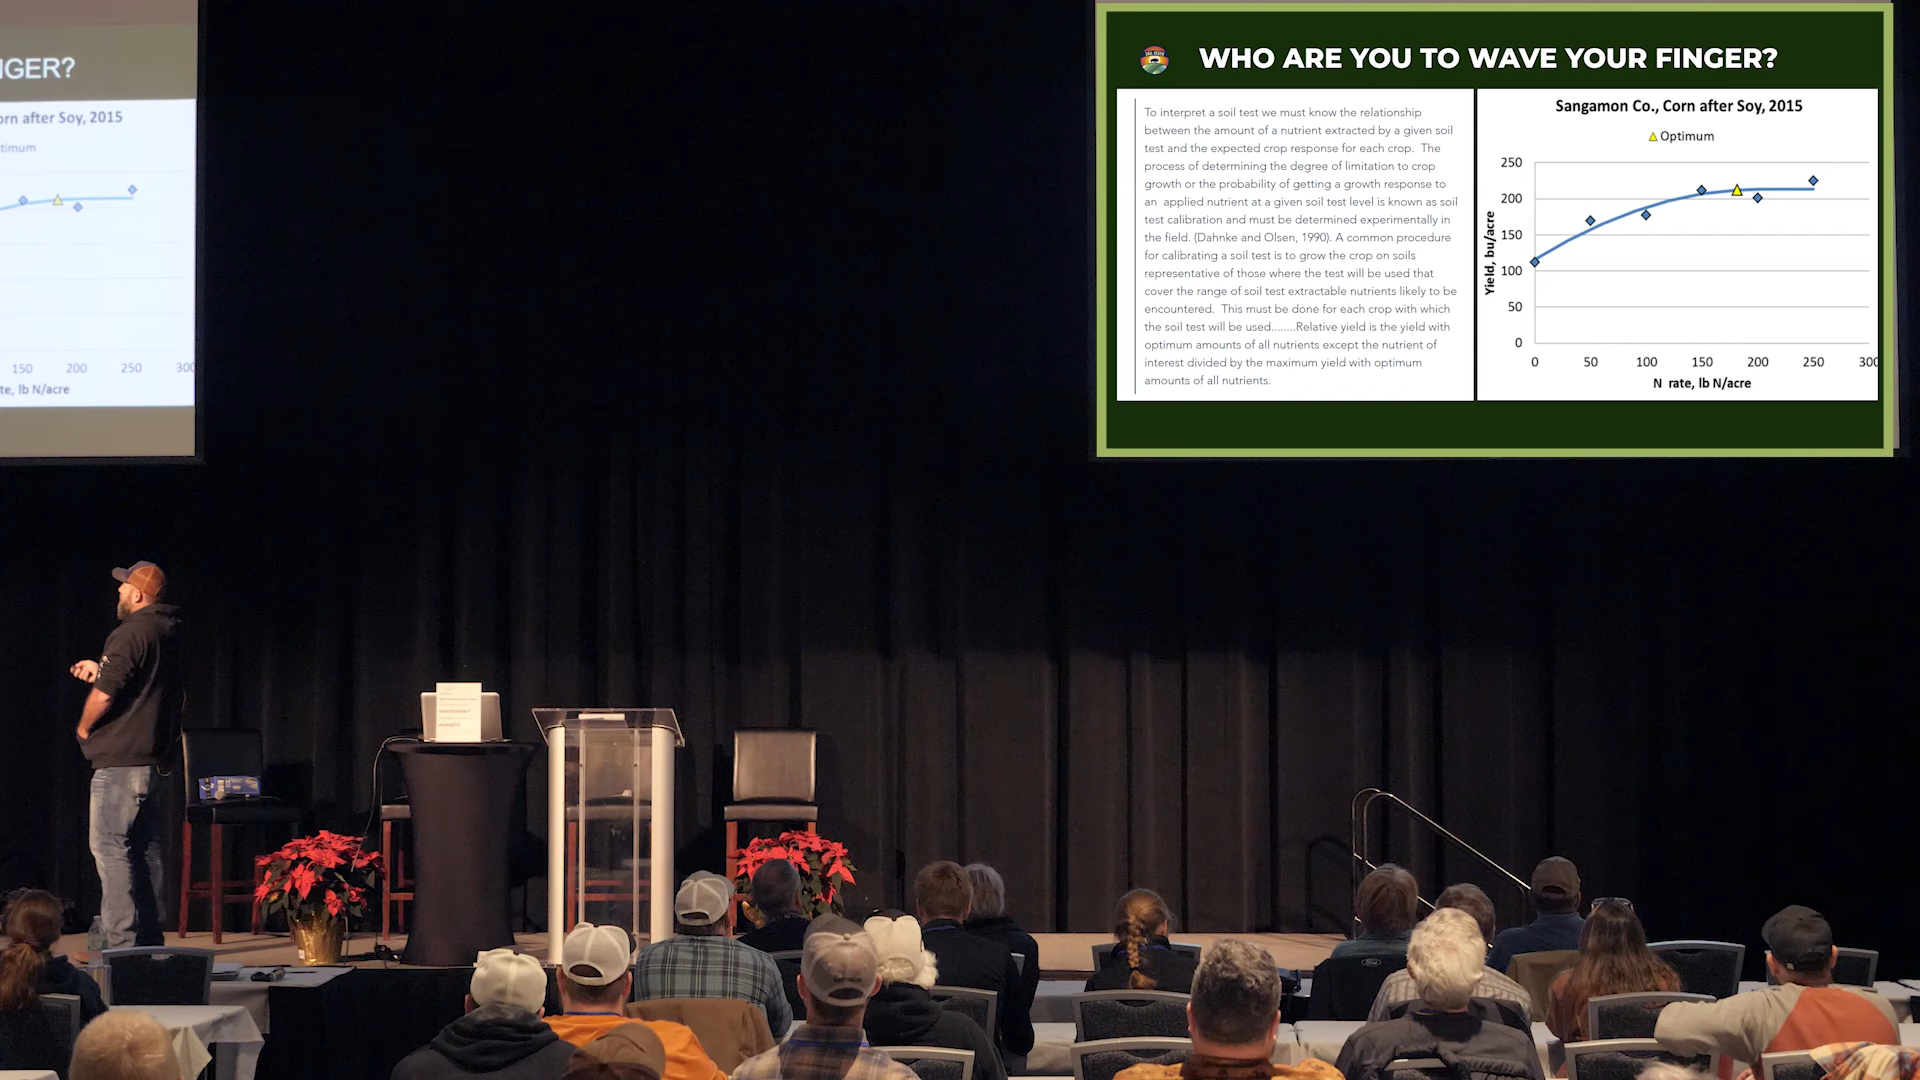 NGER?
orn after Soy, 2015
timum
150 200 250 300
te, lb N/acre
WHO ARE YOU TO WAVE YOUR FINGER?
To interpret a soil test we must know the relationship
between the amount of a nutrient extracted by a given soil
test and the expected crop response for each crop. The
process of determining the degree of limitation to crop
growth or the probability of getting a growth response to
an applied nutrient at a given soil test level is known as soil
test calibration and must be determined experimentally in
the field. (Dahnke and Olsen, 1990). A common procedure
for calibrating a soil test is to grow the crop on soils
representative of those where the test will be used that
cover the range of soil test extractable nutrients likely to be
encountered. This must be done for each crop with which
the soil test will be used........Relative yield is the yield with
optimum amounts of all nutrients except the nutrient of
interest divided by the maximum yield with optimum
amounts of all nutrients.
Sangamon Co., Corn after Soy, 2015
Optimum
Yield, bu/acre
250
200
150
100
50
0
0 50 100 150 200 250 300
N rate, lb N/acre
Ford